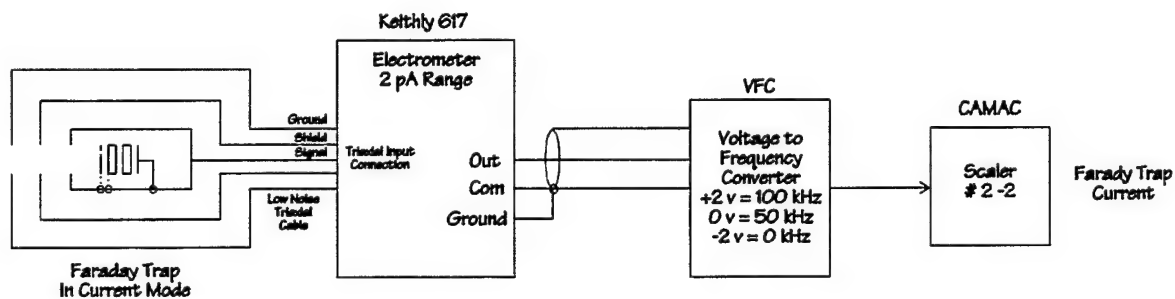 Keithly 617
Electrometer
2 pA Range
Ground
Shield
Signal
Triaxial Input
Connection
Low Noise
Triaxial
Cable
Out
Com
Ground
Faraday Trap
In Current Mode
VFC
Voltage to
Frequency
Converter
+2 v = 100 kHz
0 v = 50 kHz
-2 v = 0 kHz
CAMAC
Scaler
# 2 -2
Farady Trap
Current